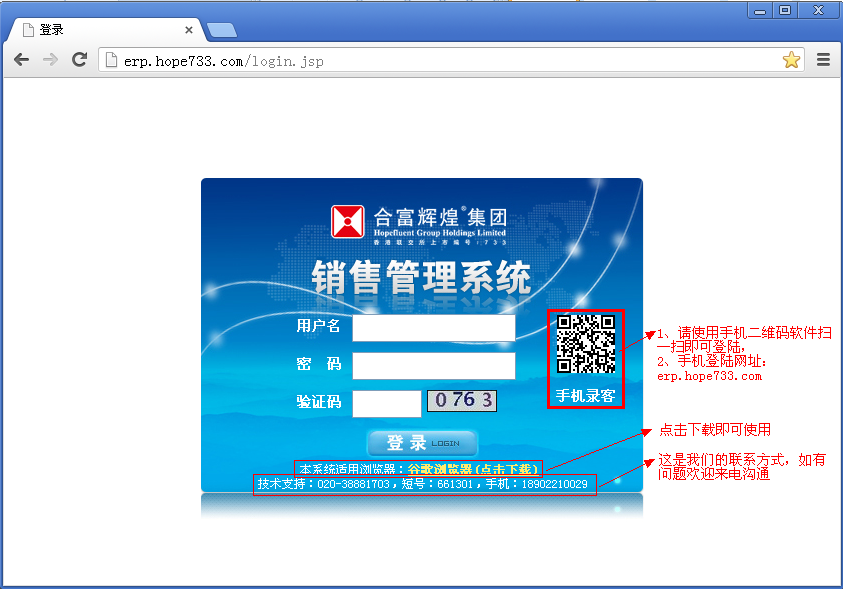 登录
erp.hope733.com/login.jsp
合富辉煌®集团
Hopefluent Group Holdings Limited
香港联交所上市编号:733
销售管理系统
用户名
密 码
验证码
0763
手机录客
登录 LOGIN
本系统适用浏览器：谷歌浏览器(点击下载)
技术支持：020-38881703，短号：661301，手机：18902210029
1、请使用手机二维码软件扫
一扫即可登陆，
2、手机登陆网址：
erp.hope733.com
点击下载即可使用
这是我们的联系方式，如有
问题欢迎来电沟通